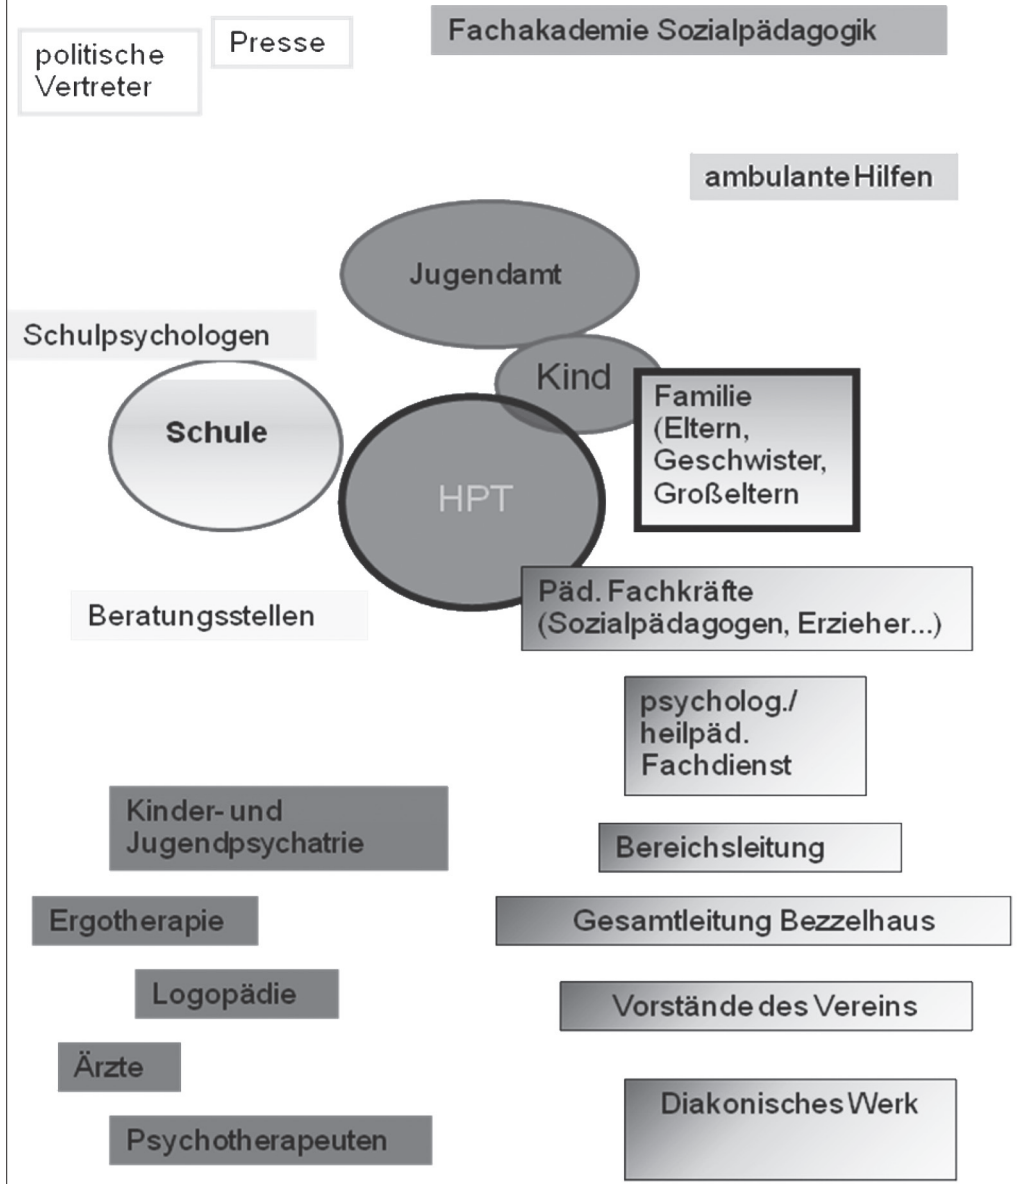 politische
Vertreter
Presse
Fachakademie Sozialpädagogik
ambulante Hilfen
Jugendamt
Schulpsychologen
Kind
Schule
Familie
(Eltern,
Geschwister,
Großeltern
HPT
Päd. Fachkräfte
(Sozialpädagogen, Erzieher...)
Beratungsstellen
psycholog./
heilpäd.
Fachdienst
Kinder- und
Jugendpsychatrie
Bereichsleitung
Ergotherapie
Gesamtleitung Bezzelhaus
Logopädie
Vorstände des Vereins
Ärzte
Diakonisches Werk
Psychotherapeuten